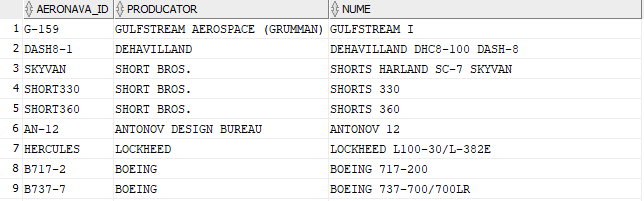 AERONAVA_ID PRODUCATOR NUME
1 G-159 GULFSTREAM AEROSPACE (GRUMMAN) GULFSTREAM I
2 DASH8-1 DEHAVILLAND DEHAVILLAND DHC8-100 DASH-8
3 SKYVAN SHORT BROS. SHORTS HARLAND SC-7 SKYVAN
4 SHORT330 SHORT BROS. SHORTS 330
5 SHORT360 SHORT BROS. SHORTS 360
6 AN-12 ANTONOV DESIGN BUREAU ANTONOV 12
7 HERCULES LOCKHEED LOCKHEED L100-30/L-382E
8 B717-2 BOEING BOEING 717-200
9 B737-7 BOEING BOEING 737-700/700LR